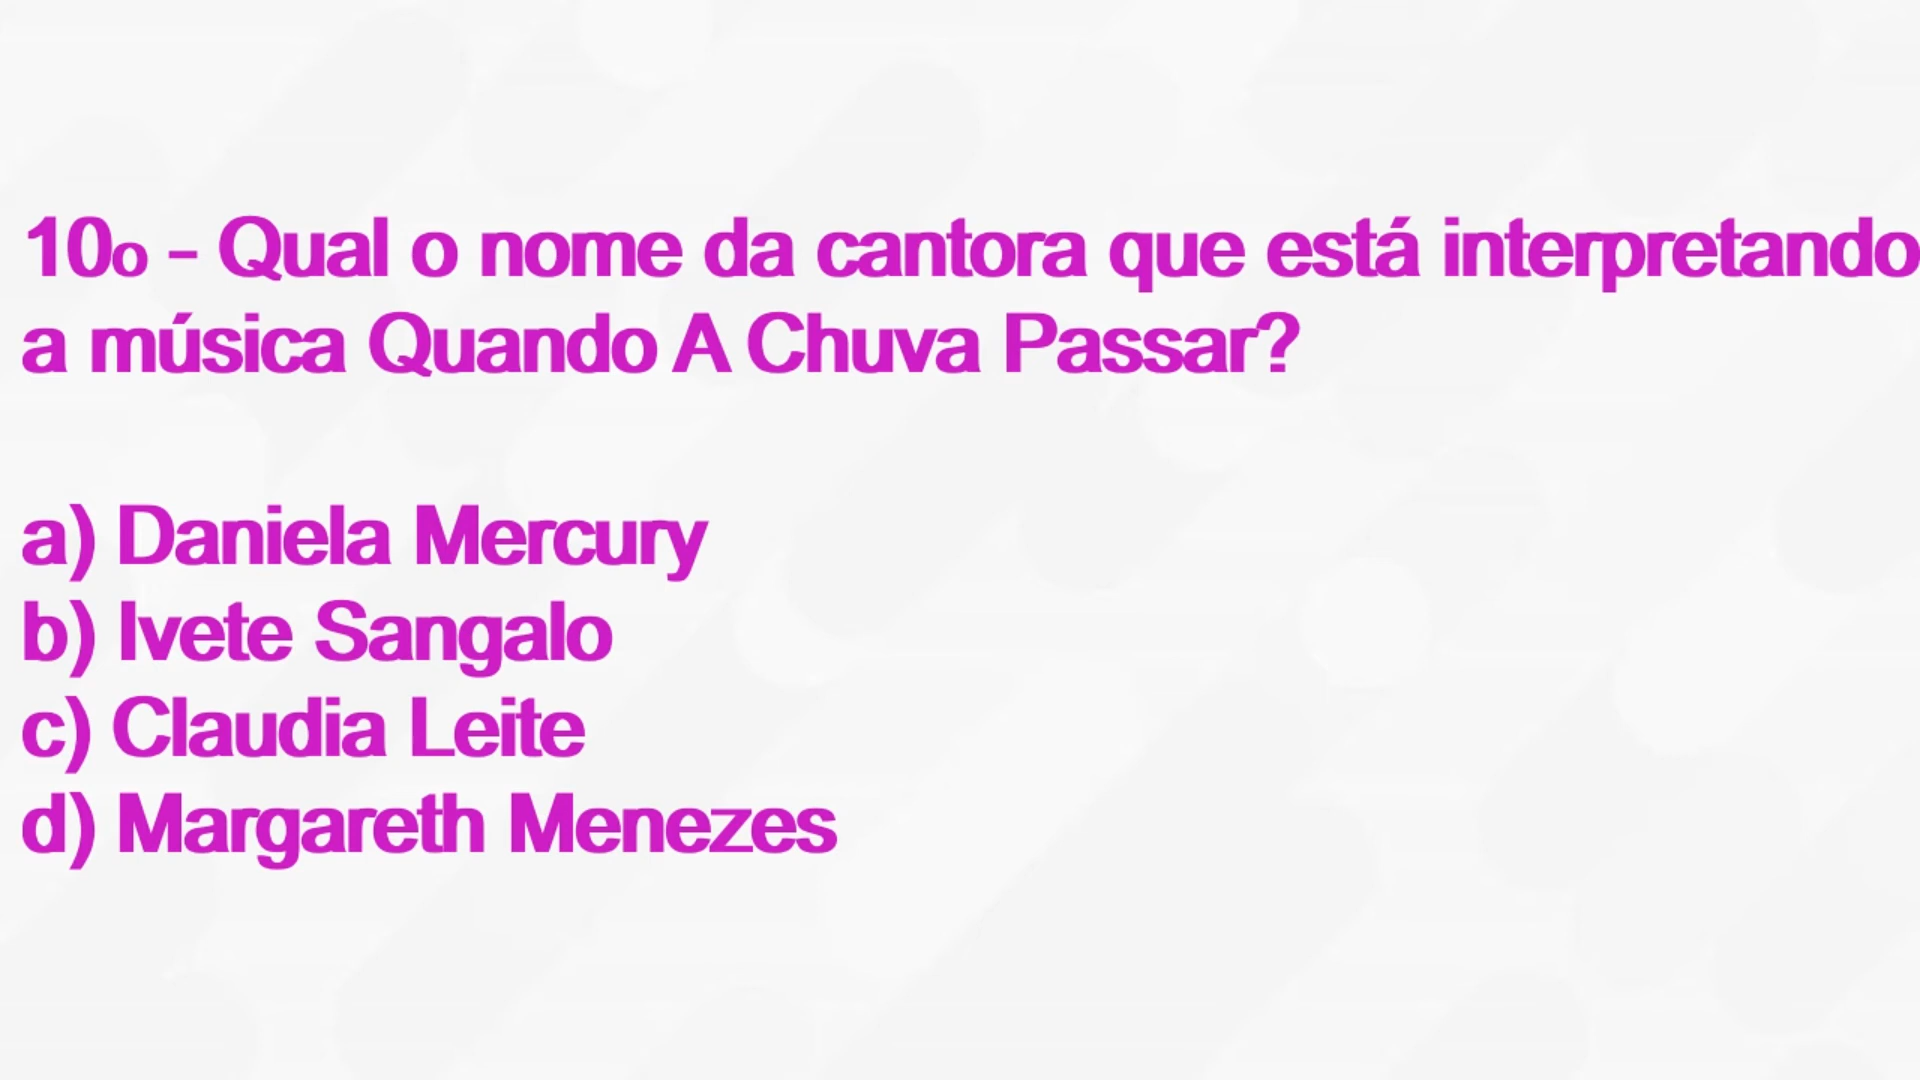 10o - Qual o nome da cantora que está interpretando
a música Quando A Chuva Passar?
a) Daniela Mercury
b) Ivete Sangalo
c) Claudia Leite
d) Margareth Menezes